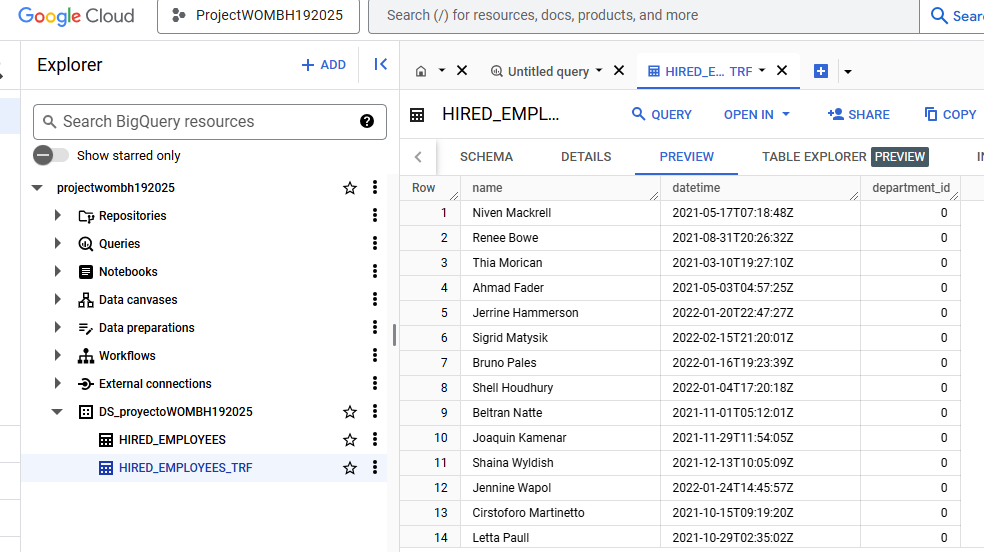 Google Cloud
ProjectWOMBH192025
Search (/) for resources, docs, products, and more
Sear
Explorer
+ ADD
Untitled query
HIRED_E... TRF
Search BigQuery resources
Show starred only
projectwombh192025
Repositories
Queries
Notebooks
Data canvases
Data preparations
Workflows
External connections
DS_proyectoWOMBH192025
HIRED_EMPLOYEES
HIRED_EMPLOYEES_TRF
HIRED_EMPL...
QUERY
OPEN IN
SHARE
COPY
SCHEMA
DETAILS
PREVIEW
TABLE EXPLORER PREVIEW
IN
Row name datetime department_id
1 Niven Mackrell 2021-05-17T07:18:48Z 0
2 Renee Bowe 2021-08-31T20:26:32Z 0
3 Thia Morican 2021-03-10T19:27:10Z 0
4 Ahmad Fader 2021-05-03T04:57:25Z 0
5 Jerrine Hammerson 2022-01-20T22:47:27Z 0
6 Sigrid Matysik 2022-02-15T21:20:01Z 0
7 Bruno Pales 2022-01-16T19:23:39Z 0
8 Shell Houdhury 2022-01-04T17:20:18Z 0
9 Beltran Natte 2021-11-01T05:12:01Z 0
10 Joaquin Kamenar 2021-11-29T11:54:05Z 0
11 Shaina Wyldish 2021-12-13T10:05:09Z 0
12 Jennine Wapol 2022-01-24T14:45:57Z 0
13 Cirstoforo Martinetto 2021-10-15T09:19:20Z 0
14 Letta Paull 2021-10-29T02:35:02Z 0